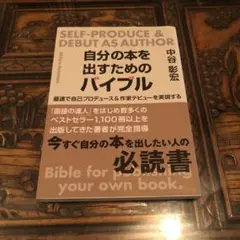 SELF-PRODUCE &
DEBUT AS AUTHOR
中谷彰宏
自分の本を
出すための
バイブル
最速で自己プロデュース&作家デビューを実現する
『面接の達人』をはじめ数多くの
ベストセラー1,100冊以上を
出版してきた著者が完全指導
今すぐ自分の本を出したい人の
必読書
Bible for
your own book.